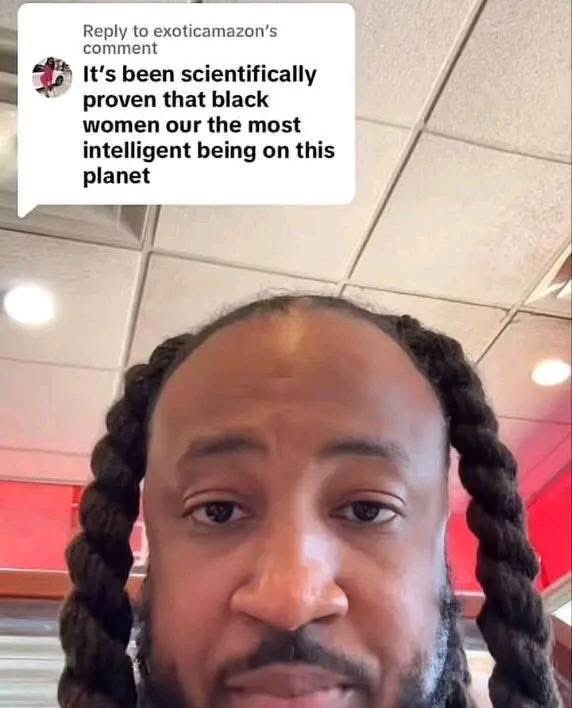 Reply to exoticamazon's
comment
It's been scientifically
proven that black
women our the most
intelligent being on this
planet